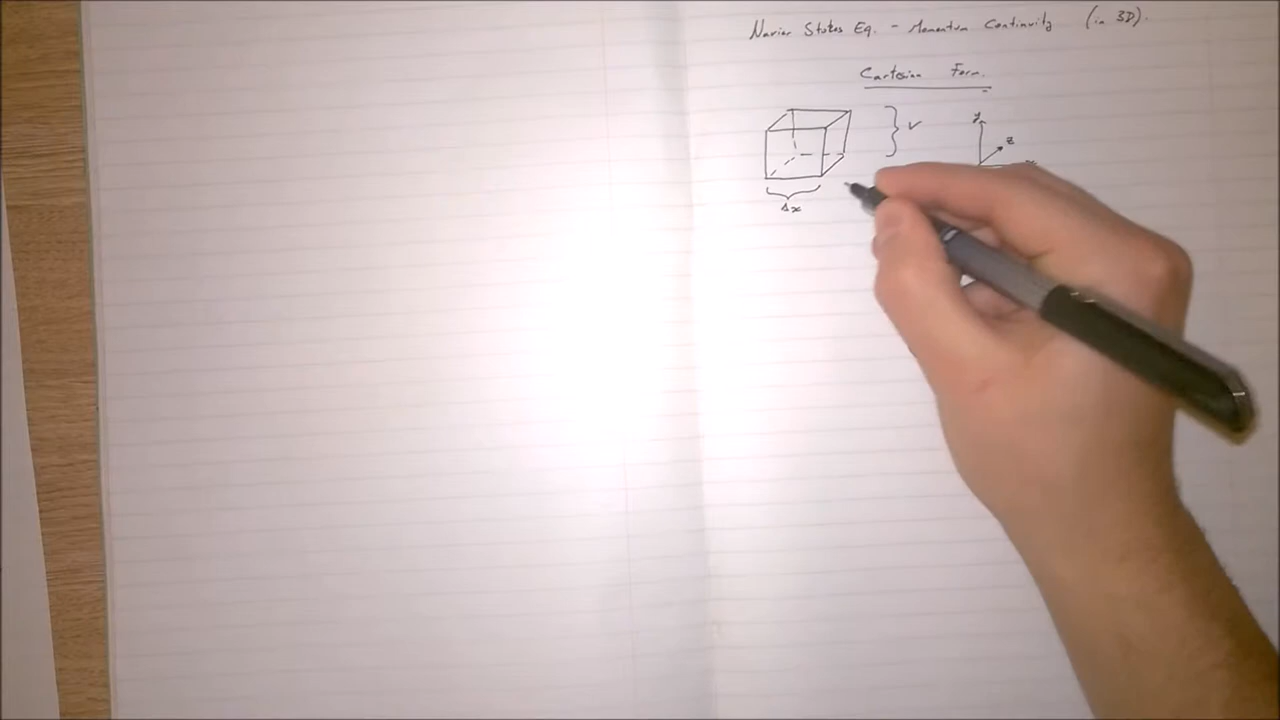 Navier Stokes Eq. - Momentum Continuity (in 3D).
Cartesian Form.
V
y
z
x
Δx